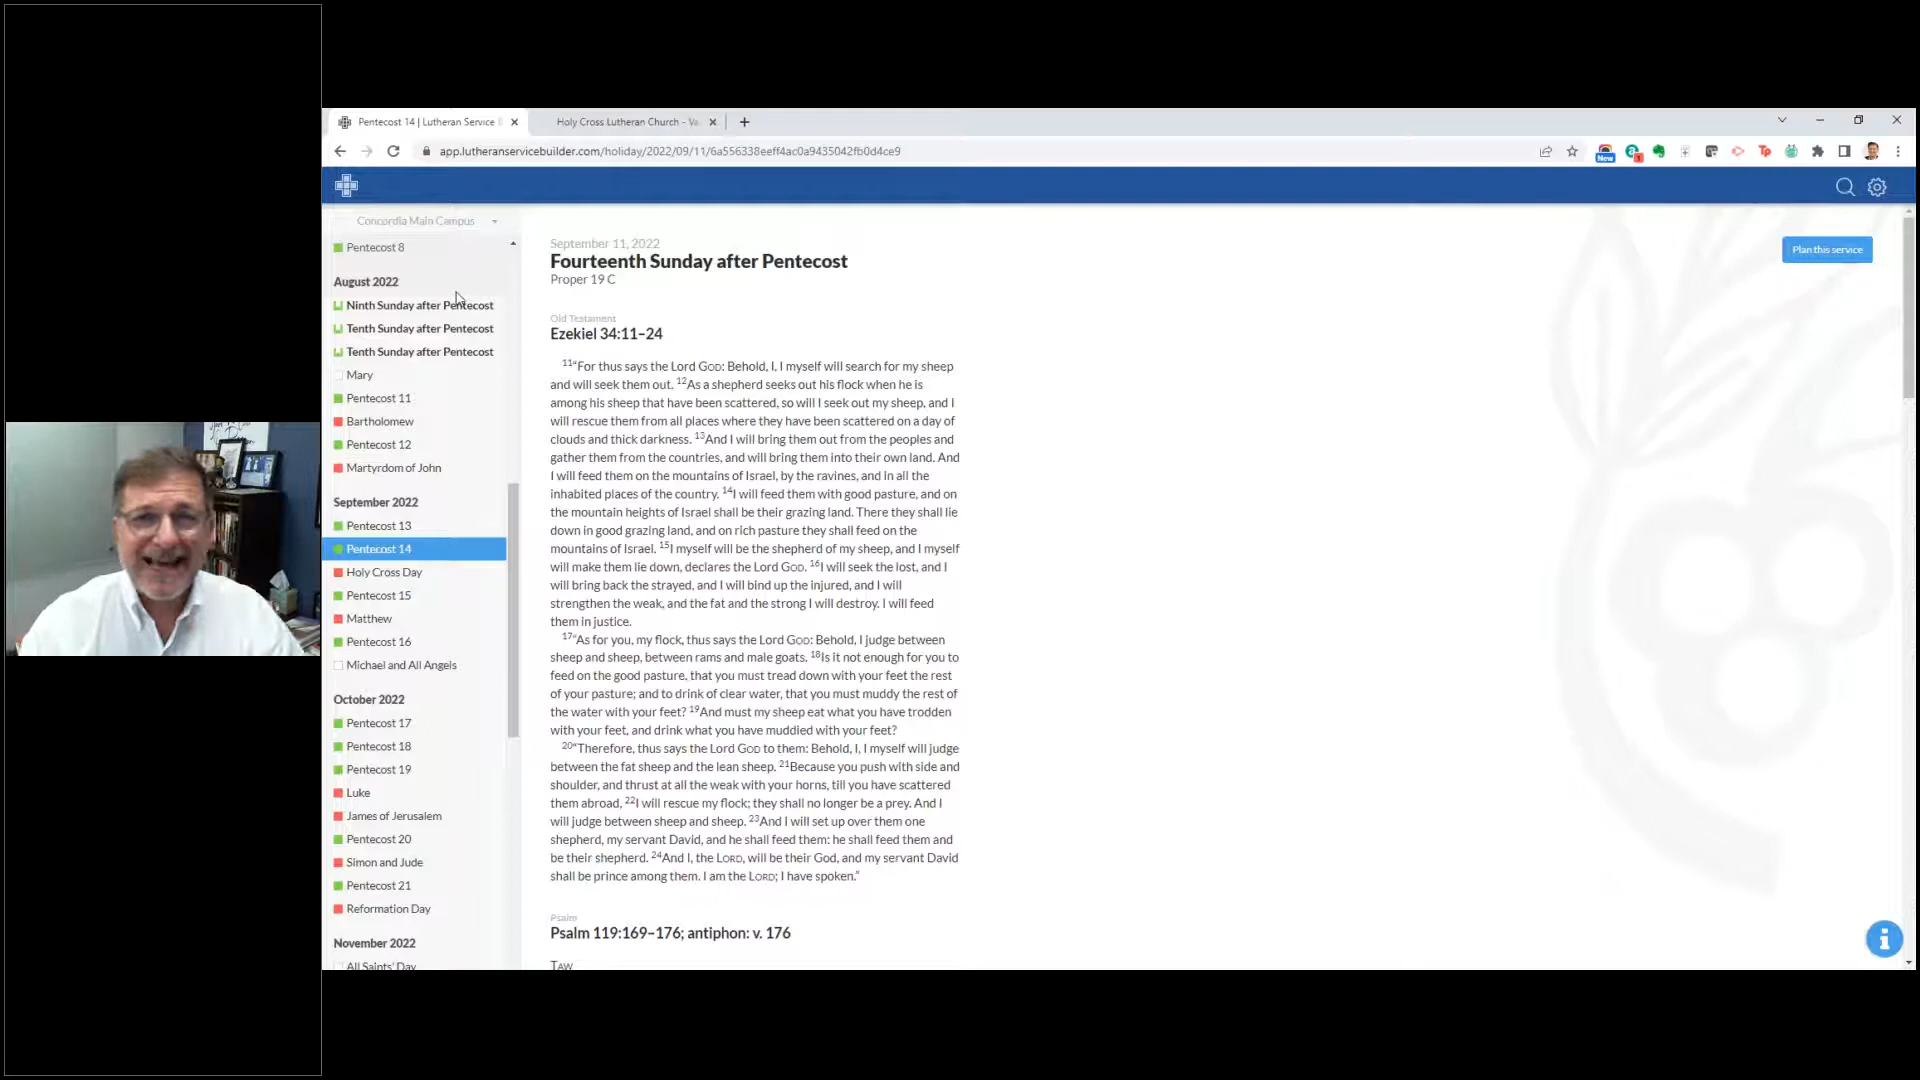 Pentecost 14 | Lutheran Service
Holy Cross Lutheran Church - Va
app.lutheranservicebuilder.com/holiday/2022/09/11/6a556338eeff4ac0a9435042fb0d4ce9
New
1
Concordia Main Campus
Pentecost 8
August 2022
Ninth Sunday after Pentecost
Tenth Sunday after Pentecost
Tenth Sunday after Pentecost
Mary
Pentecost 11
Bartholomew
Pentecost 12
Martyrdom of John
September 2022
Pentecost 13
Pentecost 14
Holy Cross Day
Pentecost 15
Matthew
Pentecost 16
Michael and All Angels
October 2022
Pentecost 17
Pentecost 18
Pentecost 19
Luke
James of Jerusalem
Pentecost 20
Simon and Jude
Pentecost 21
Reformation Day
November 2022
All Saints' Day
September 11, 2022
Fourteenth Sunday after Pentecost
Proper 19 C
Plan this service
Old Testament
Ezekiel 34:11–24
11“For thus says the Lord GOD: Behold, I, I myself will search for my sheep
and will seek them out. 12As a shepherd seeks out his flock when he is
among his sheep that have been scattered, so will I seek out my sheep, and I
will rescue them from all places where they have been scattered on a day of
clouds and thick darkness. 13And I will bring them out from the peoples and
gather them from the countries, and will bring them into their own land. And
I will feed them on the mountains of Israel, by the ravines, and in all the
inhabited places of the country. 14I will feed them with good pasture, and on
the mountain heights of Israel shall be their grazing land. There they shall lie
down in good grazing land, and on rich pasture they shall feed on the
mountains of Israel. 15I myself will be the shepherd of my sheep, and I myself
will make them lie down, declares the Lord GOD. 16I will seek the lost, and I
will bring back the strayed, and I will bind up the injured, and I will
strengthen the weak, and the fat and the strong I will destroy. I will feed
them in justice.
17“As for you, my flock, thus says the Lord GOD: Behold, I judge between
sheep and sheep, between rams and male goats. 18Is it not enough for you to
feed on the good pasture, that you must tread down with your feet the rest
of your pasture; and to drink of clear water, that you must muddy the rest of
the water with your feet? 19And must my sheep eat what you have trodden
with your feet, and drink what you have muddied with your feet?
20“Therefore, thus says the Lord GOD to them: Behold, I, I myself will judge
between the fat sheep and the lean sheep. 21Because you push with side and
shoulder, and thrust at all the weak with your horns, till you have scattered
them abroad, 22I will rescue my flock; they shall no longer be a prey. And I
will judge between sheep and sheep. 23And I will set up over them one
shepherd, my servant David, and he shall feed them: he shall feed them and
be their shepherd. 24And I, the LORD, will be their God, and my servant David
shall be prince among them. I am the LORD; I have spoken.”
Psalm
Psalm 119:169–176; antiphon: v. 176
TAW